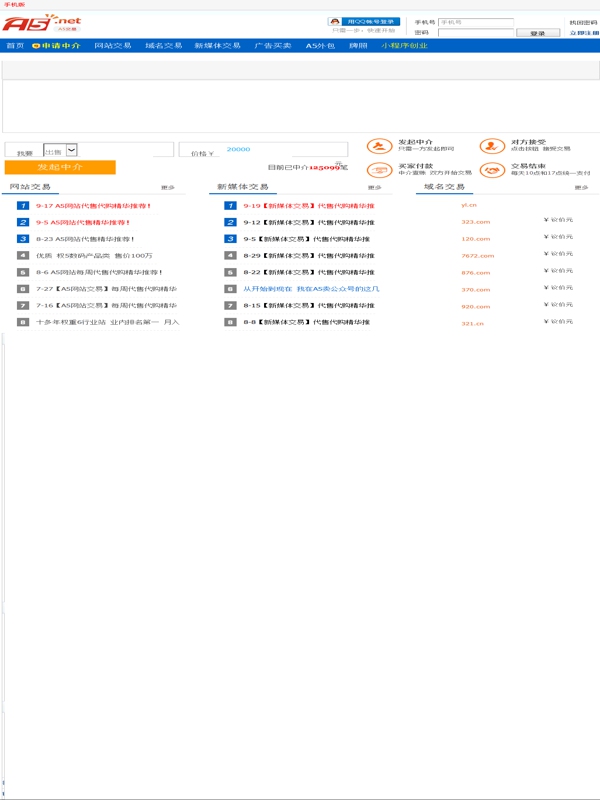 手机版
A5.net
A5交易
用QQ帐号登录
只需一步，快速开始
手机号 手机号
密码
登录
找回密码
立即注册
首页 申请中介 网站交易 域名交易 新媒体交易 广告买卖 A5外包 牌照 小程序创业
我要 出售
价格￥ 20000 元
发起中介
目前已中介125099笔
发起中介
只需一方发起即可
对方接受
点击按钮 接受交易
买家付款
中介查账 双方开始交易
交易结束
每天10点和17点统一支付
网站交易 更多
1 9-17 A5网站代售代购精华推荐！
2 9-5 A5网站代售精华推荐！
3 8-23 A5网站代售精华推荐！
4 优质 权5数码产品类 售价100万
5 8-6 A5网站每周代售代购精华推荐！
6 7-27【A5网站交易】每周代售代购精华
7 7-16【A5网站交易】每周代售代购精华
8 十多年权重6行业站 业内排名第一 月入
新媒体交易 更多
1 9-19【新媒体交易】代售代购精华推
2 9-12【新媒体交易】代售代购精华推
3 9-5【新媒体交易】代售代购精华推
4 8-29【新媒体交易】代售代购精华推
5 8-22【新媒体交易】代售代购精华推
6 从开始到现在 我在A5卖公众号的这几
7 8-15【新媒体交易】代售代购精华推
8 8-8【新媒体交易】代售代购精华推
域名交易 更多
yl.cn
323.com ￥议价元
120.com ￥议价元
7672.com ￥议价元
876.com ￥议价元
370.com ￥议价元
920.com ￥议价元
321.cn ￥议价元